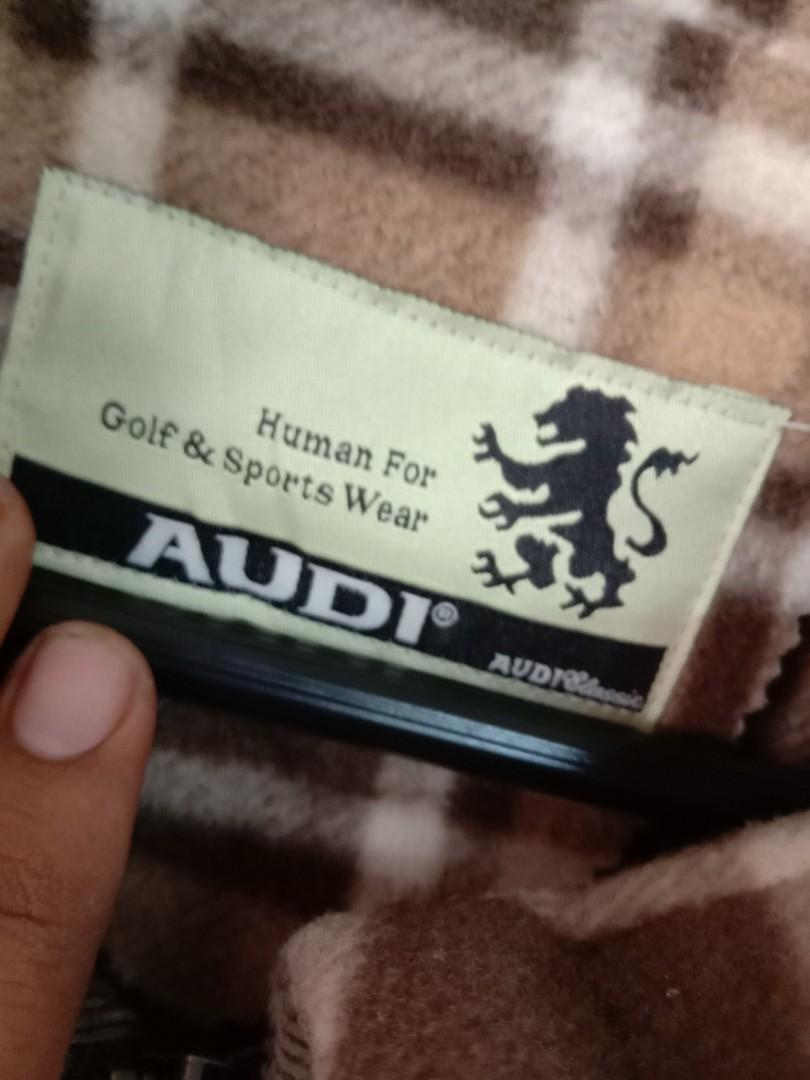 Human For
Golf & Sports Wear
AUDI®
AUDI Classic